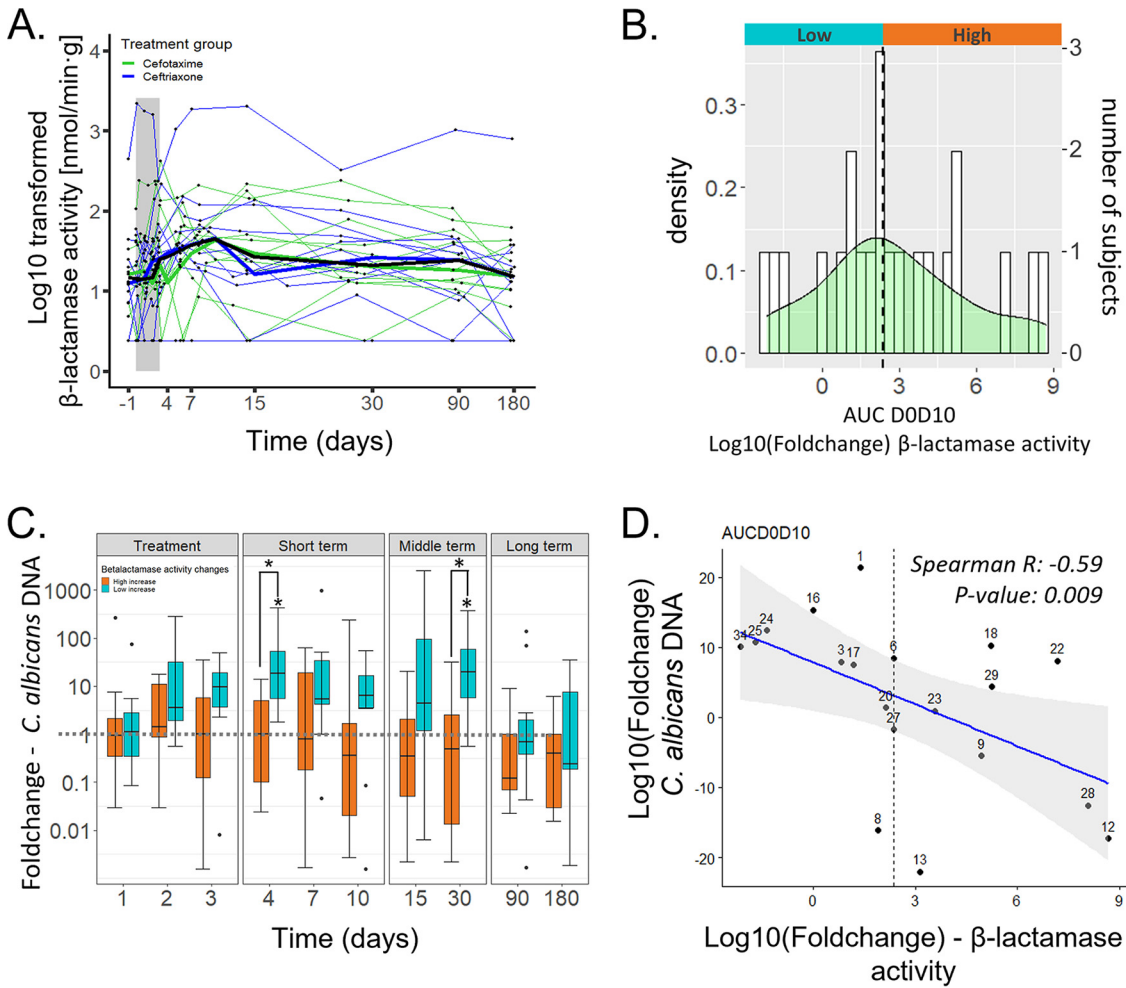 A.
Treatment group
Cefotaxime
Ceftriaxone
Log10 transformed
β-lactamase activity [nmol/min·g]
4
3
2
1
0
-1 4 7 15 30 90 180
Time (days)
B.
Low High
density
0.3
0.2
0.1
0.0
number of subjects
3
2
1
0
0 3 6 9
AUC D0D10
Log10(Foldchange) β-lactamase activity
C.
Treatment Short term Middle term Long term
Betalactamase activity changes
High increase
Low increase
Foldchange - C. albicans DNA
1000
100
10
1
0.1
0.01
* * * *
1 2 3 4 7 10 15 30 90 180
Time (days)
D.
AUCD0D10
Spearman R: -0.59
P-value: 0.009
Log10(Foldchange)
C. albicans DNA
20
10
0
-10
-20
1
16
24
25
34
3
17
6
18
22
29
20
27
23
9
28
12
8
13
0 3 6 9
Log10(Foldchange) - β-lactamase
activity